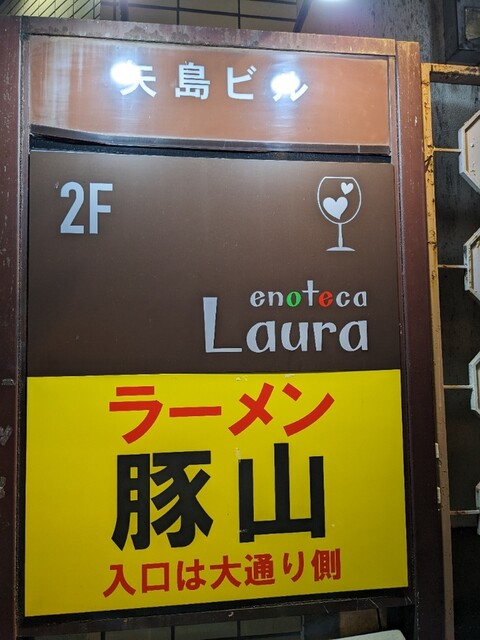 矢島ビル
2F
enoteca
Laura
ラーメン
豚山
入口は大通り側